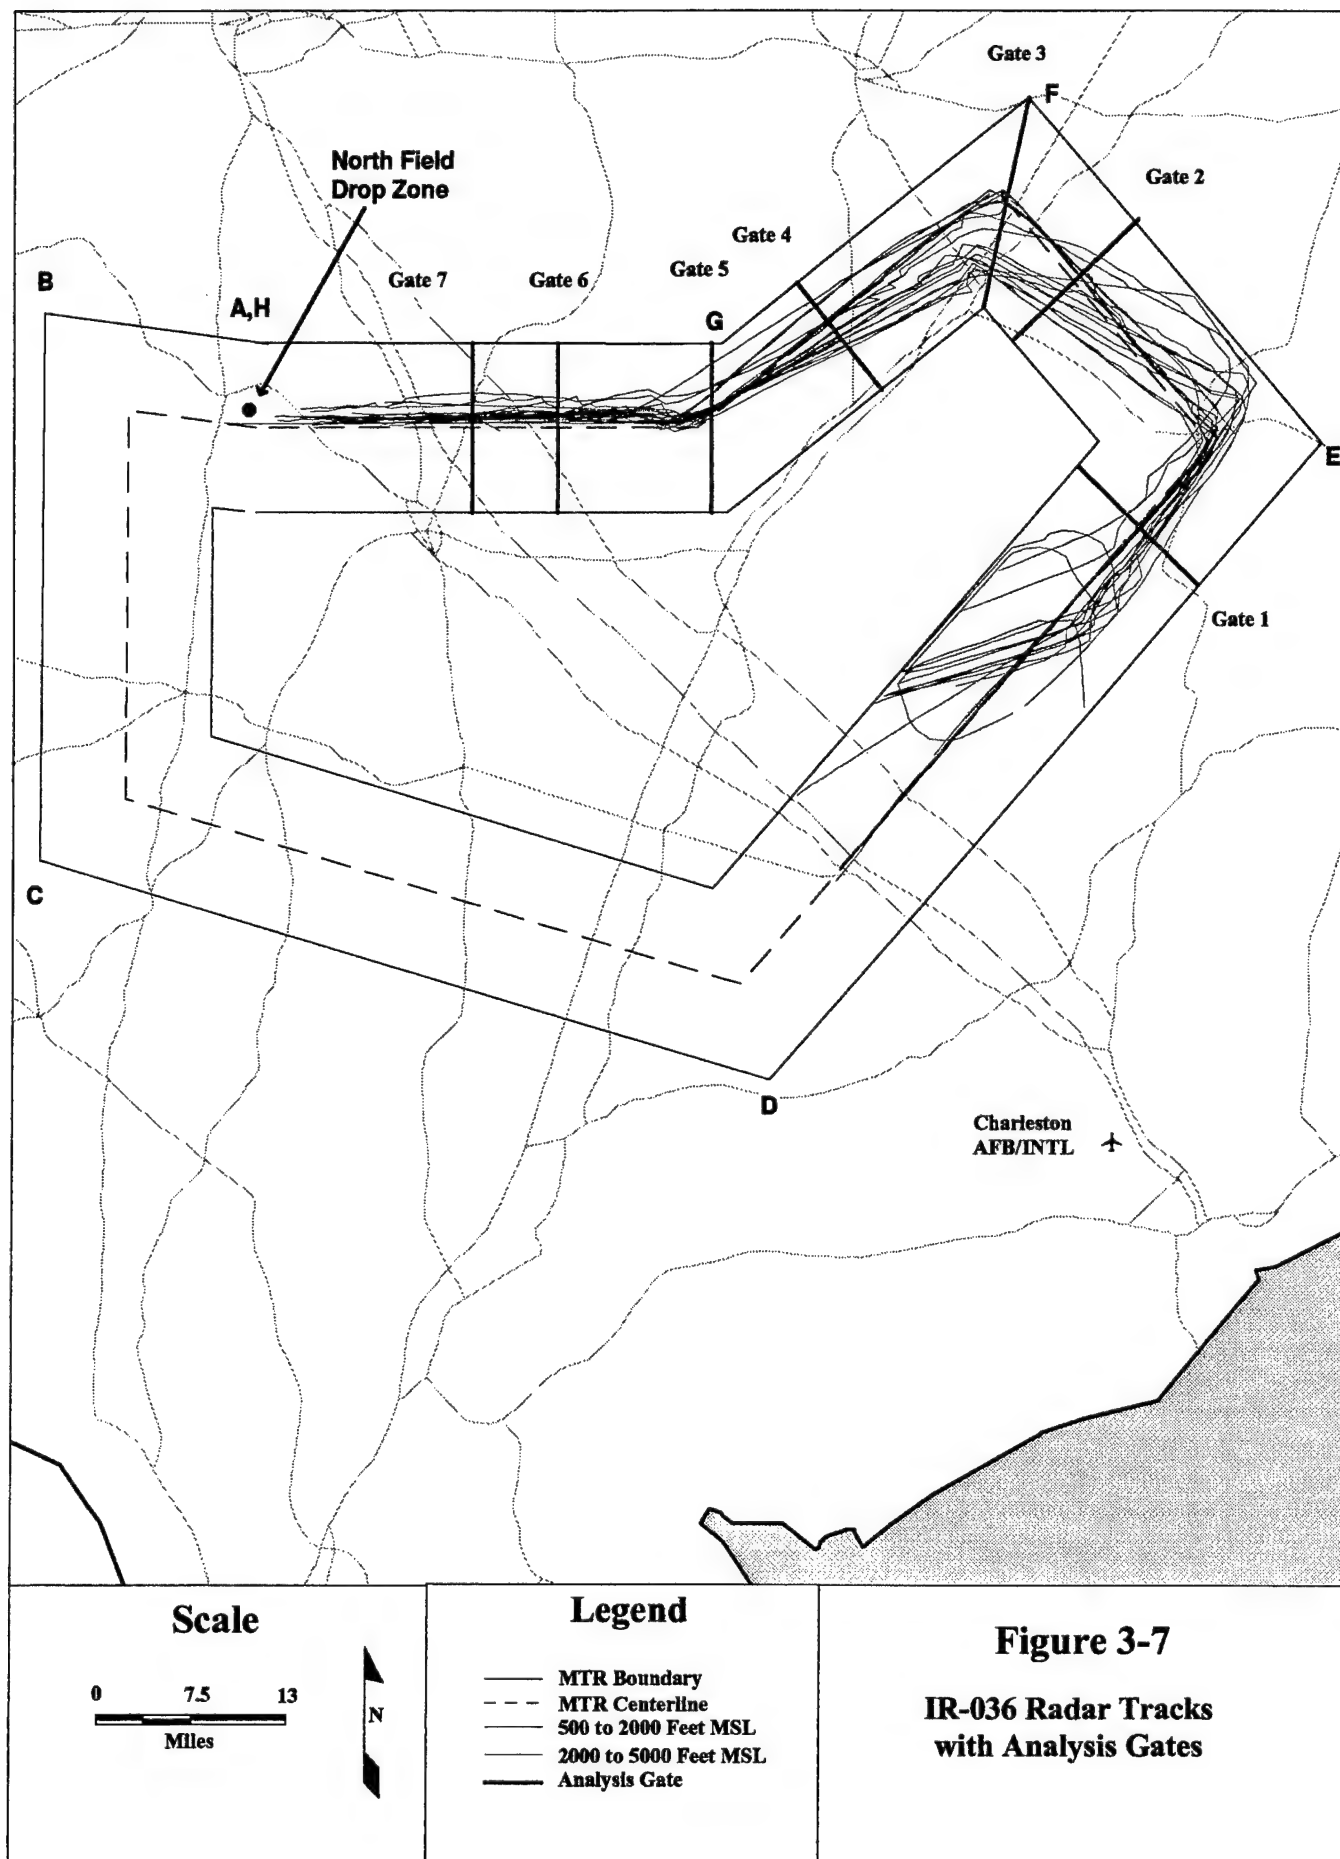 Gate 3
F
North Field
Drop Zone
Gate 2
Gate 4
Gate 5
Gate 7
Gate 6
B
A,H
G
E
Gate 1
C
D
Charleston
AFB/INTL
Scale
0 7.5 13
Miles
N
Legend
MTR Boundary
MTR Centerline
500 to 2000 Feet MSL
2000 to 5000 Feet MSL
Analysis Gate
Figure 3-7
IR-036 Radar Tracks
with Analysis Gates